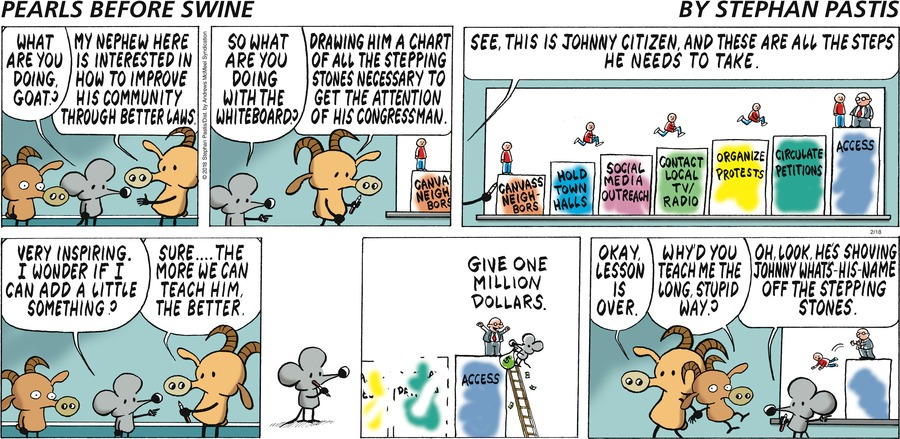 PEARLS BEFORE SWINE
BY STEPHAN PASTIS
WHAT
ARE YOU
DOING,
GOAT?
MY NEPHEW HERE
IS INTERESTED IN
HOW TO IMPROVE
HIS COMMUNITY
THROUGH BETTER LAWS.
© 2018 Stephan Pastis/Dist. by Andrews McMeel Syndication
SO WHAT
ARE YOU
DOING
WITH THE
WHITEBOARD?
DRAWING HIM A CHART
OF ALL THE STEPPING
STONES NECESSARY TO
GET THE ATTENTION
OF HIS CONGRESSMAN.
CANVAS
NEIGH-
BORS
SEE, THIS IS JOHNNY CITIZEN, AND THESE ARE ALL THE STEPS
HE NEEDS TO TAKE.
CANVASS
NEIGH-
BORS
HOLD
TOWN
HALLS
SOCIAL
MEDIA
OUTREACH
CONTACT
LOCAL
TV/
RADIO
ORGANIZE
PROTESTS
CIRCULATE
PETITIONS
ACCESS
2/18
VERY INSPIRING.
I WONDER IF I
CAN ADD A LITTLE
SOMETHING?
SURE....THE
MORE WE CAN
TEACH HIM,
THE BETTER.
GIVE ONE
MILLION
DOLLARS.
$
ACCESS
OKAY,
LESSON
IS
OVER.
WHY'D YOU
TEACH ME THE
LONG, STUPID
WAY?
OH, LOOK, HE'S SHOVING
JOHNNY WHATS-HIS-NAME
OFF THE STEPPING
STONES.